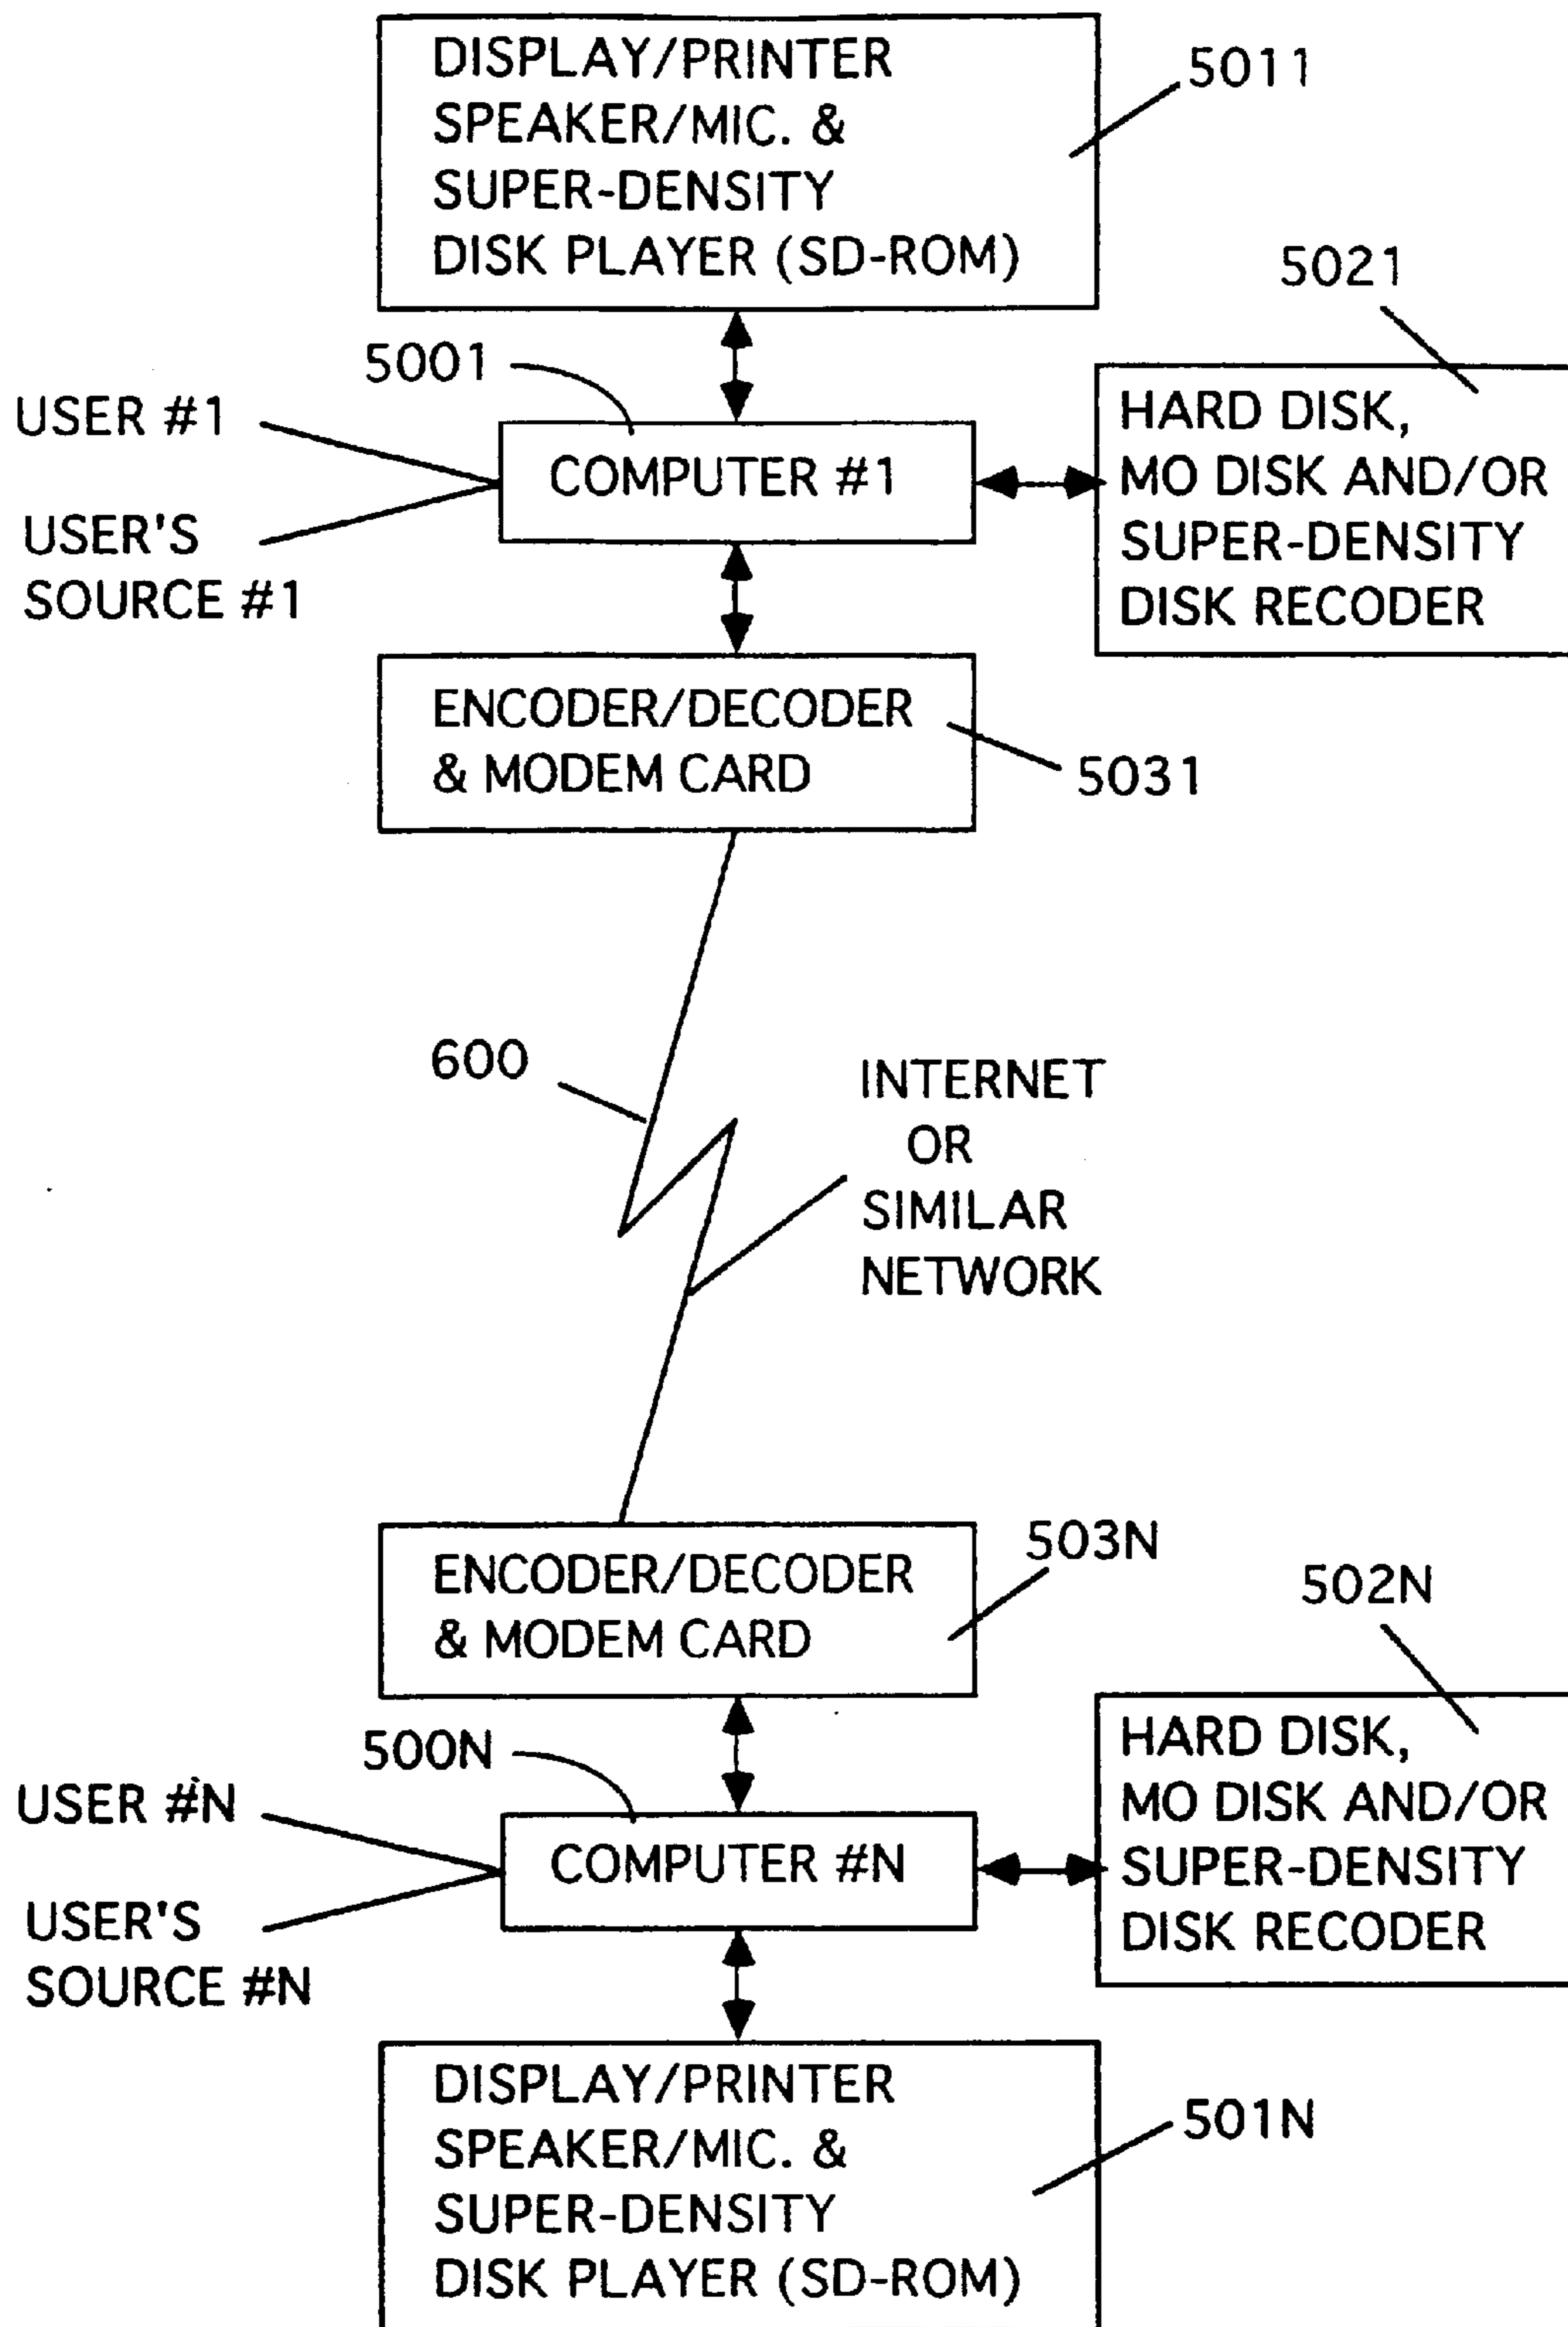 DISPLAY/PRINTER
SPEAKER/MIC. &
SUPER-DENSITY
DISK PLAYER (SD-ROM)
5011
5021
5001
USER #1
USER'S
SOURCE #1
COMPUTER #1
HARD DISK,
MO DISK AND/OR
SUPER-DENSITY
DISK RECODER
ENCODER/DECODER
& MODEM CARD
5031
600
INTERNET
OR
SIMILAR
NETWORK
ENCODER/DECODER
& MODEM CARD
503N
502N
500N
USER #N
USER'S
SOURCE #N
COMPUTER #N
HARD DISK,
MO DISK AND/OR
SUPER-DENSITY
DISK RECODER
DISPLAY/PRINTER
SPEAKER/MIC. &
SUPER-DENSITY
DISK PLAYER (SD-ROM)
501N